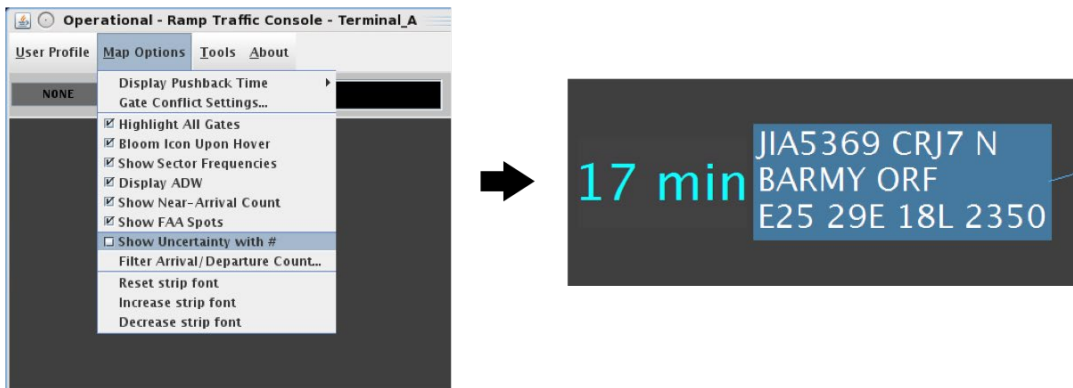 Operational - Ramp Traffic Console - Terminal_A
User Profile Map Options Tools About
NONE
Display Pushback Time
Gate Conflict Settings...
Highlight All Gates
Bloom Icon Upon Hover
Show Sector Frequencies
Display ADW
Show Near-Arrival Count
Show FAA Spots
Show Uncertainty with #
Filter Arrival/Departure Count...
Reset strip font
Increase strip font
Decrease strip font
17 min
JIA5369 CRJ7 N
BARMY ORF
E25 29E 18L 2350